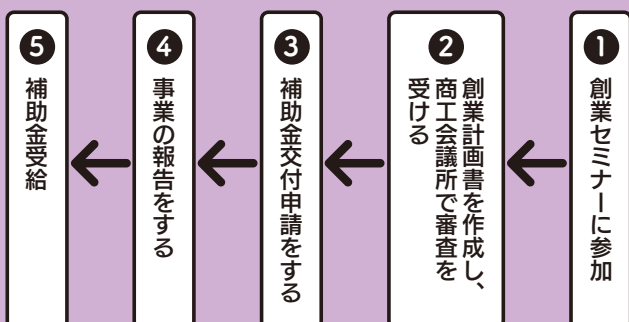 ❶
創業セミナーに参加
❷
創業計画書を作成し、
商工会議所で審査を
受ける
❸
補助金交付申請をする
❹
事業の報告をする
❺
補助金受給